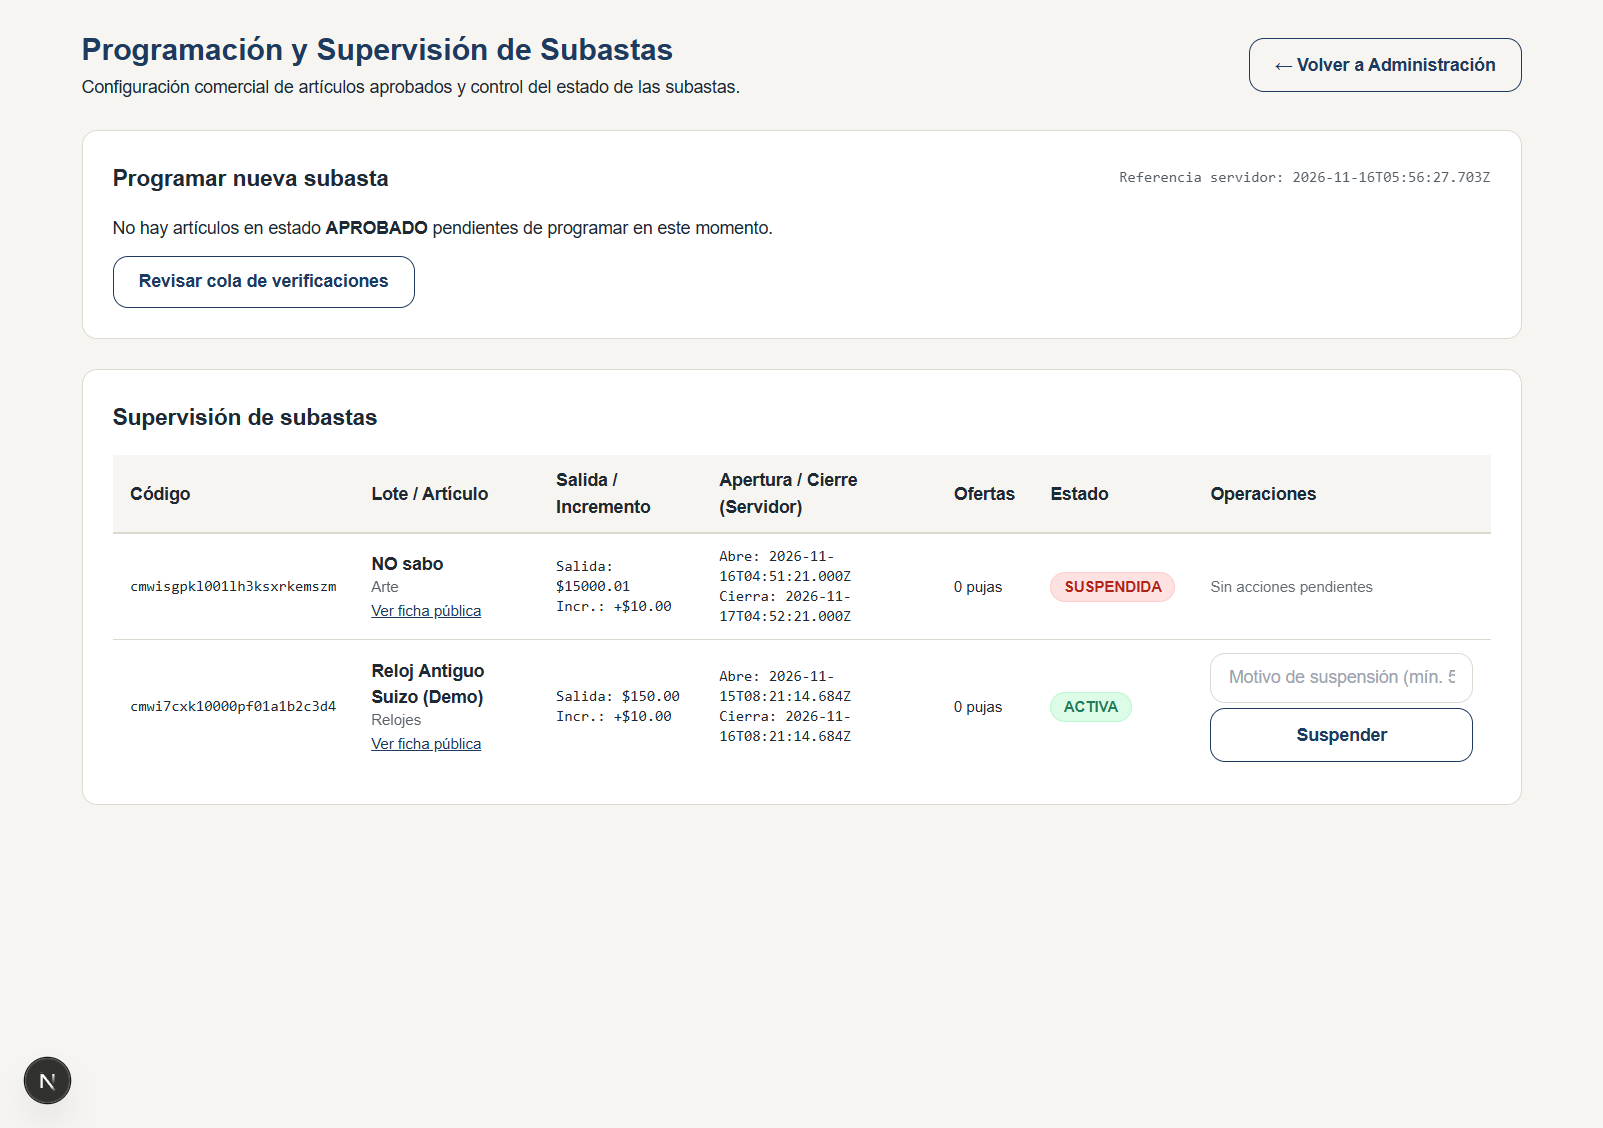 Programación y Supervisión de Subastas
Configuración comercial de artículos aprobados y control del estado de las subastas.
← Volver a Administración
Programar nueva subasta
Referencia servidor: 2026-11-16T05:56:27.703Z
No hay artículos en estado APROBADO pendientes de programar en este momento.
Revisar cola de verificaciones
Supervisión de subastas
Código
Lote / Artículo
Salida /
Incremento
Apertura / Cierre
(Servidor)
Ofertas
Estado
Operaciones
cmwisgpkl001lh3ksxrkemszm
NO sabo
Arte
Ver ficha pública
Salida:
$15000.01
Incr.: +$10.00
Abre: 2026-11-
16T04:51:21.000Z
Cierra: 2026-11-
17T04:52:21.000Z
0 pujas
SUSPENDIDA
Sin acciones pendientes
cmwi7cxk10000pf01a1b2c3d4
Reloj Antiguo
Suizo (Demo)
Relojes
Ver ficha pública
Salida: $150.00
Incr.: +$10.00
Abre: 2026-11-
15T08:21:14.684Z
Cierra: 2026-11-
16T08:21:14.684Z
0 pujas
ACTIVA
Motivo de suspensión (mín. 5
Suspender
N